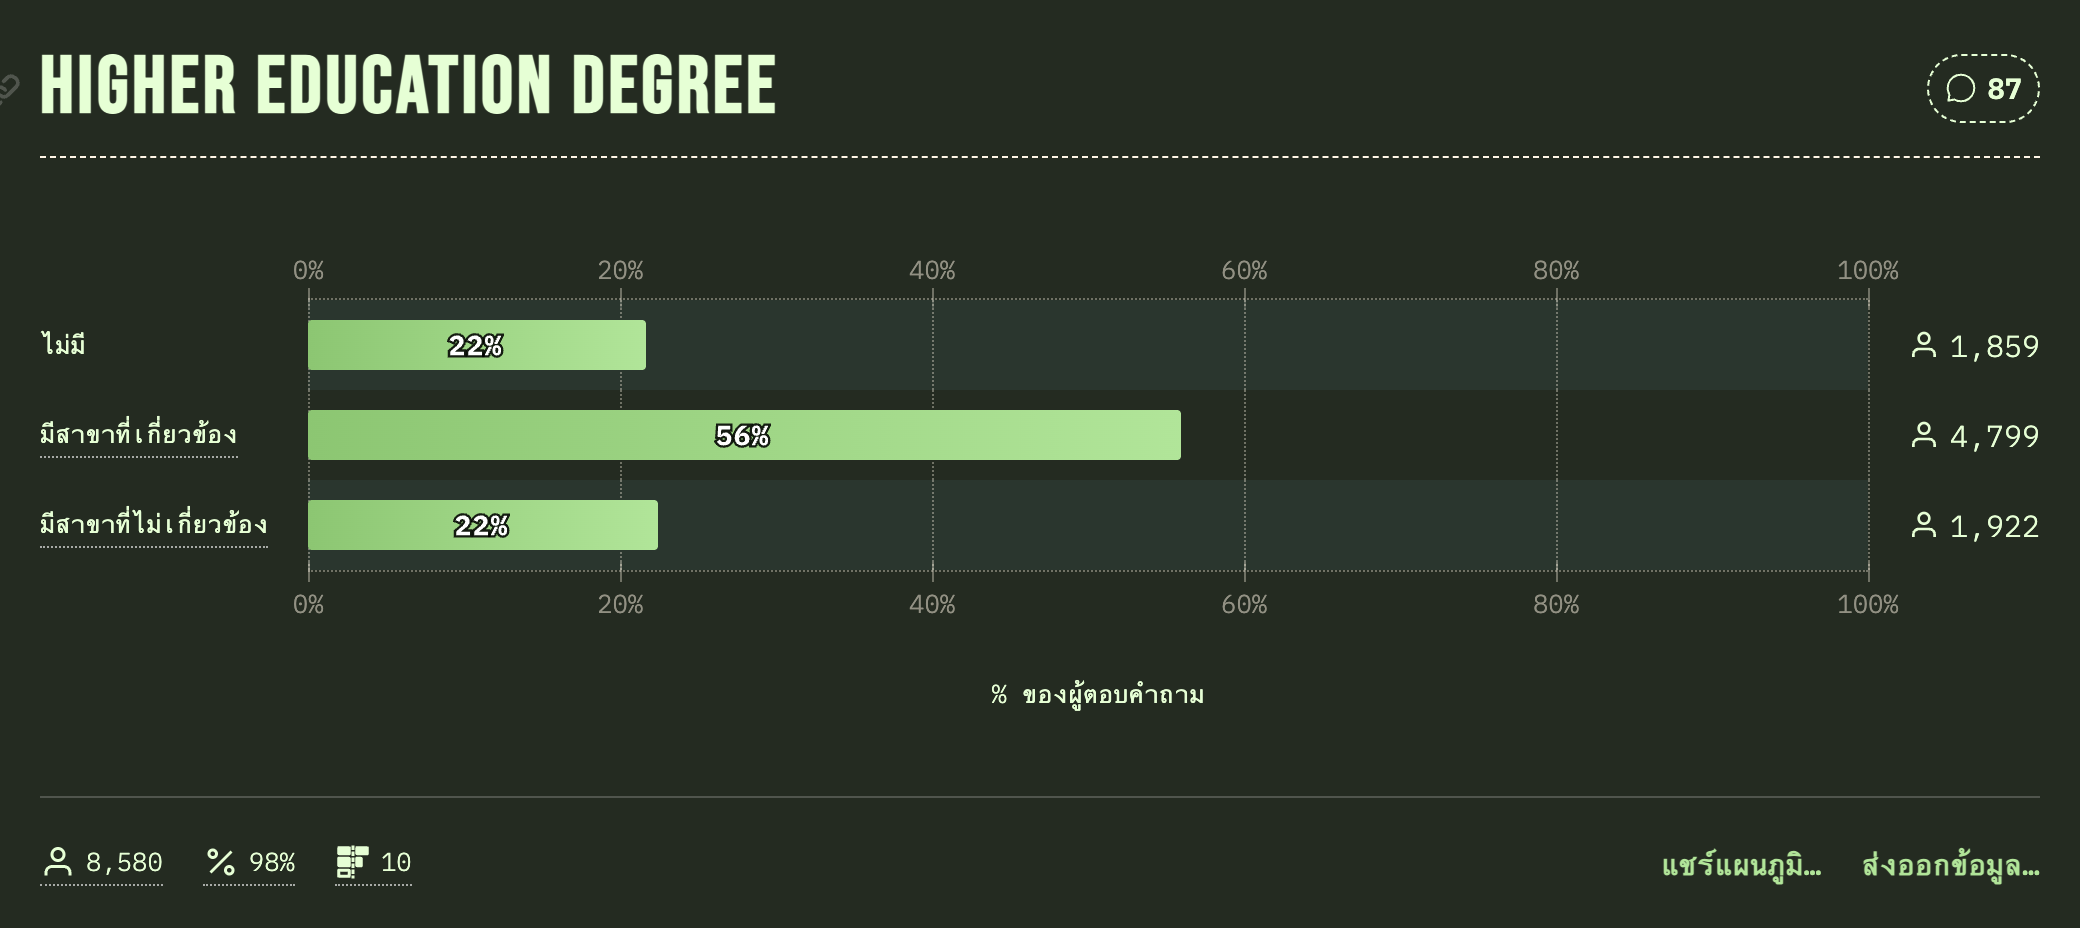 HIGHER EDUCATION DEGREE
87
0% 20% 40% 60% 80% 100%
ไม่มี 22% 1,859
มีสาขาที่เกี่ยวข้อง 56% 4,799
มีสาขาที่ไม่เกี่ยวข้อง 22% 1,922
0% 20% 40% 60% 80% 100%
% ของผู้ตอบคำถาม
8,580 98% 10 แชร์แผนภูมิ... ส่งออกข้อมูล...